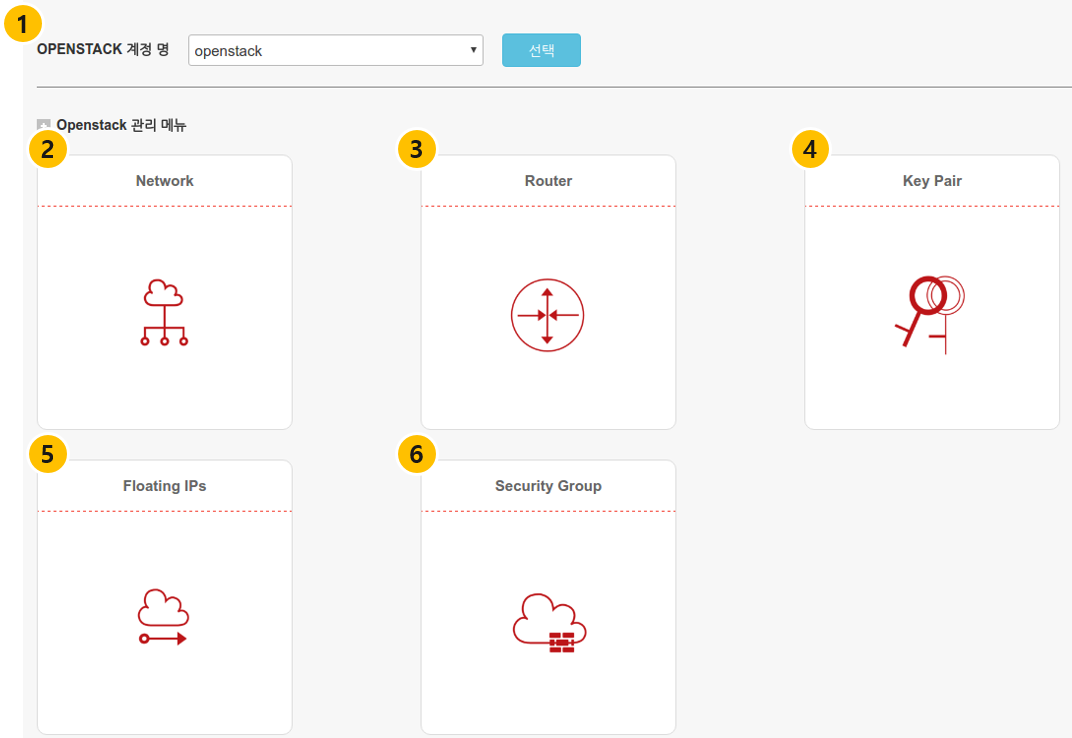 1
OPENSTACK 계정 명 openstack 선택
Openstack 관리 메뉴
2 3 4
Network Router Key Pair
5 6
Floating IPs Security Group